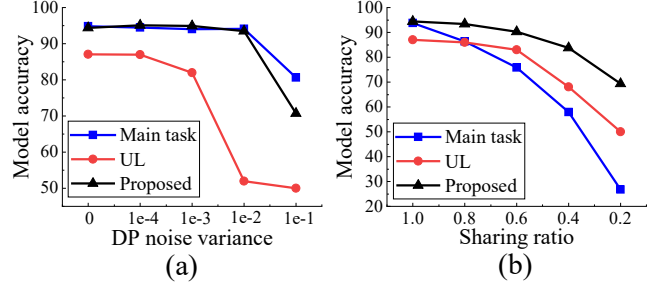 Model accuracy
100
90
80
70
60
50
Main task
UL
Proposed
0 1e-4 1e-3 1e-2 1e-1
DP noise variance
(a)
Model accuracy
100
90
80
70
60
50
40
30
20
Main task
UL
Proposed
1.0 0.8 0.6 0.4 0.2
Sharing ratio
(b)